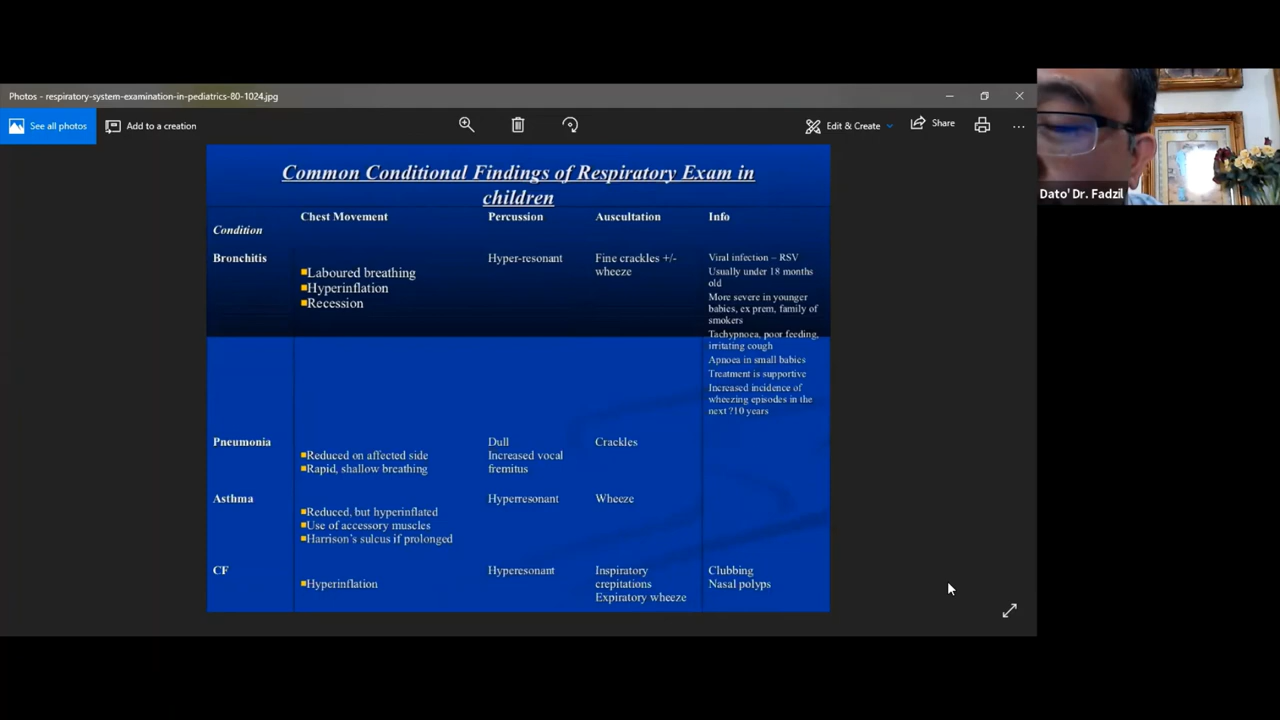 Photos - respiratory-system-examination-in-pediatrics-80-1024.jpg
See all photos
Add to a creation
Edit & Create
Share
Dato' Dr. Fadzil
Common Conditional Findings of Respiratory Exam in
children
Condition
Chest Movement
Percussion
Auscultation
Info
Bronchitis
Laboured breathing
Hyperinflation
Recession
Hyper-resonant
Fine crackles +/-
wheeze
Viral infection – RSV
Usually under 18 months
old
More severe in younger
babies, ex prem, family of
smokers
Tachypnoea, poor feeding,
irritating cough
Apnoea in small babies
Treatment is supportive
Increased incidence of
wheezing episodes in the
next ?10 years
Pneumonia
Reduced on affected side
Rapid, shallow breathing
Dull
Increased vocal
fremitus
Crackles
Asthma
Reduced, but hyperinflated
Use of accessory muscles
Harrison's sulcus if prolonged
Hyperresonant
Wheeze
CF
Hyperinflation
Hyperesonant
Inspiratory
crepitations
Expiratory wheeze
Clubbing
Nasal polyps